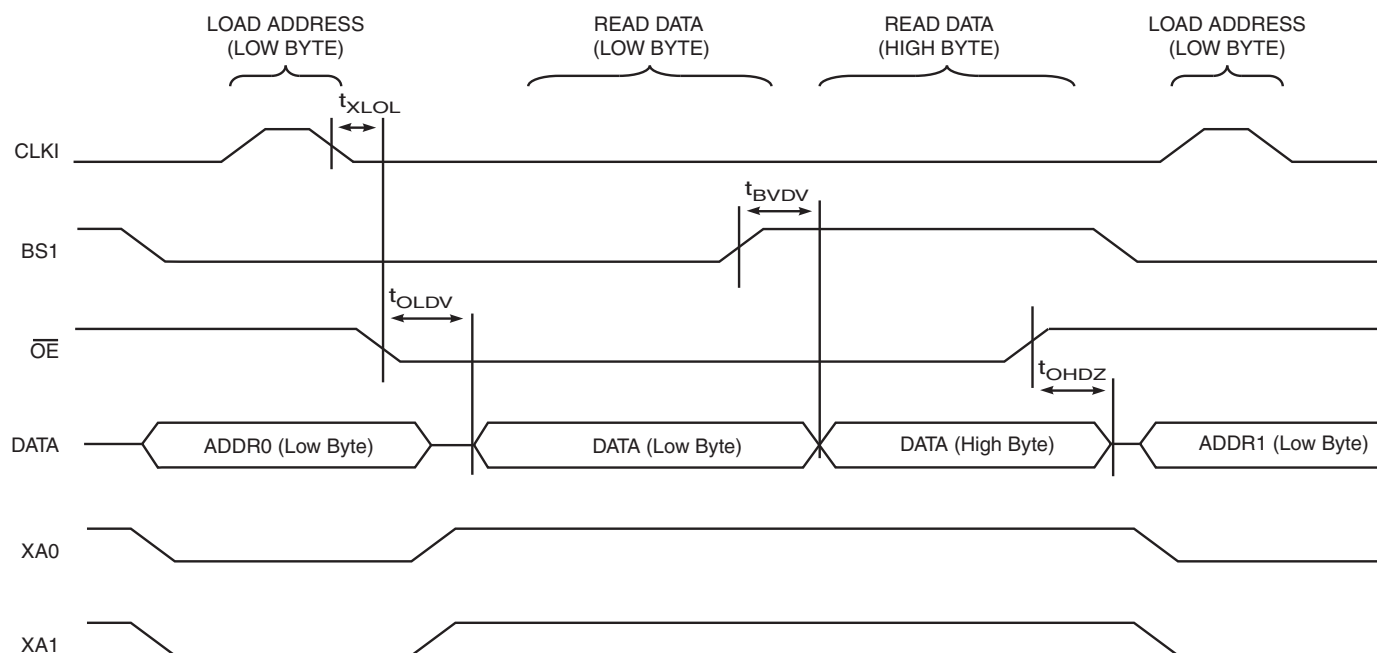 LOAD ADDRESS
(LOW BYTE)
READ DATA
(LOW BYTE)
READ DATA
(HIGH BYTE)
LOAD ADDRESS
(LOW BYTE)
tXLOL
CLKI
tBVDV
BS1
tOLDV
OE
tOHDZ
DATA
ADDR0 (Low Byte)
DATA (Low Byte)
DATA (High Byte)
ADDR1 (Low Byte)
XA0
XA1